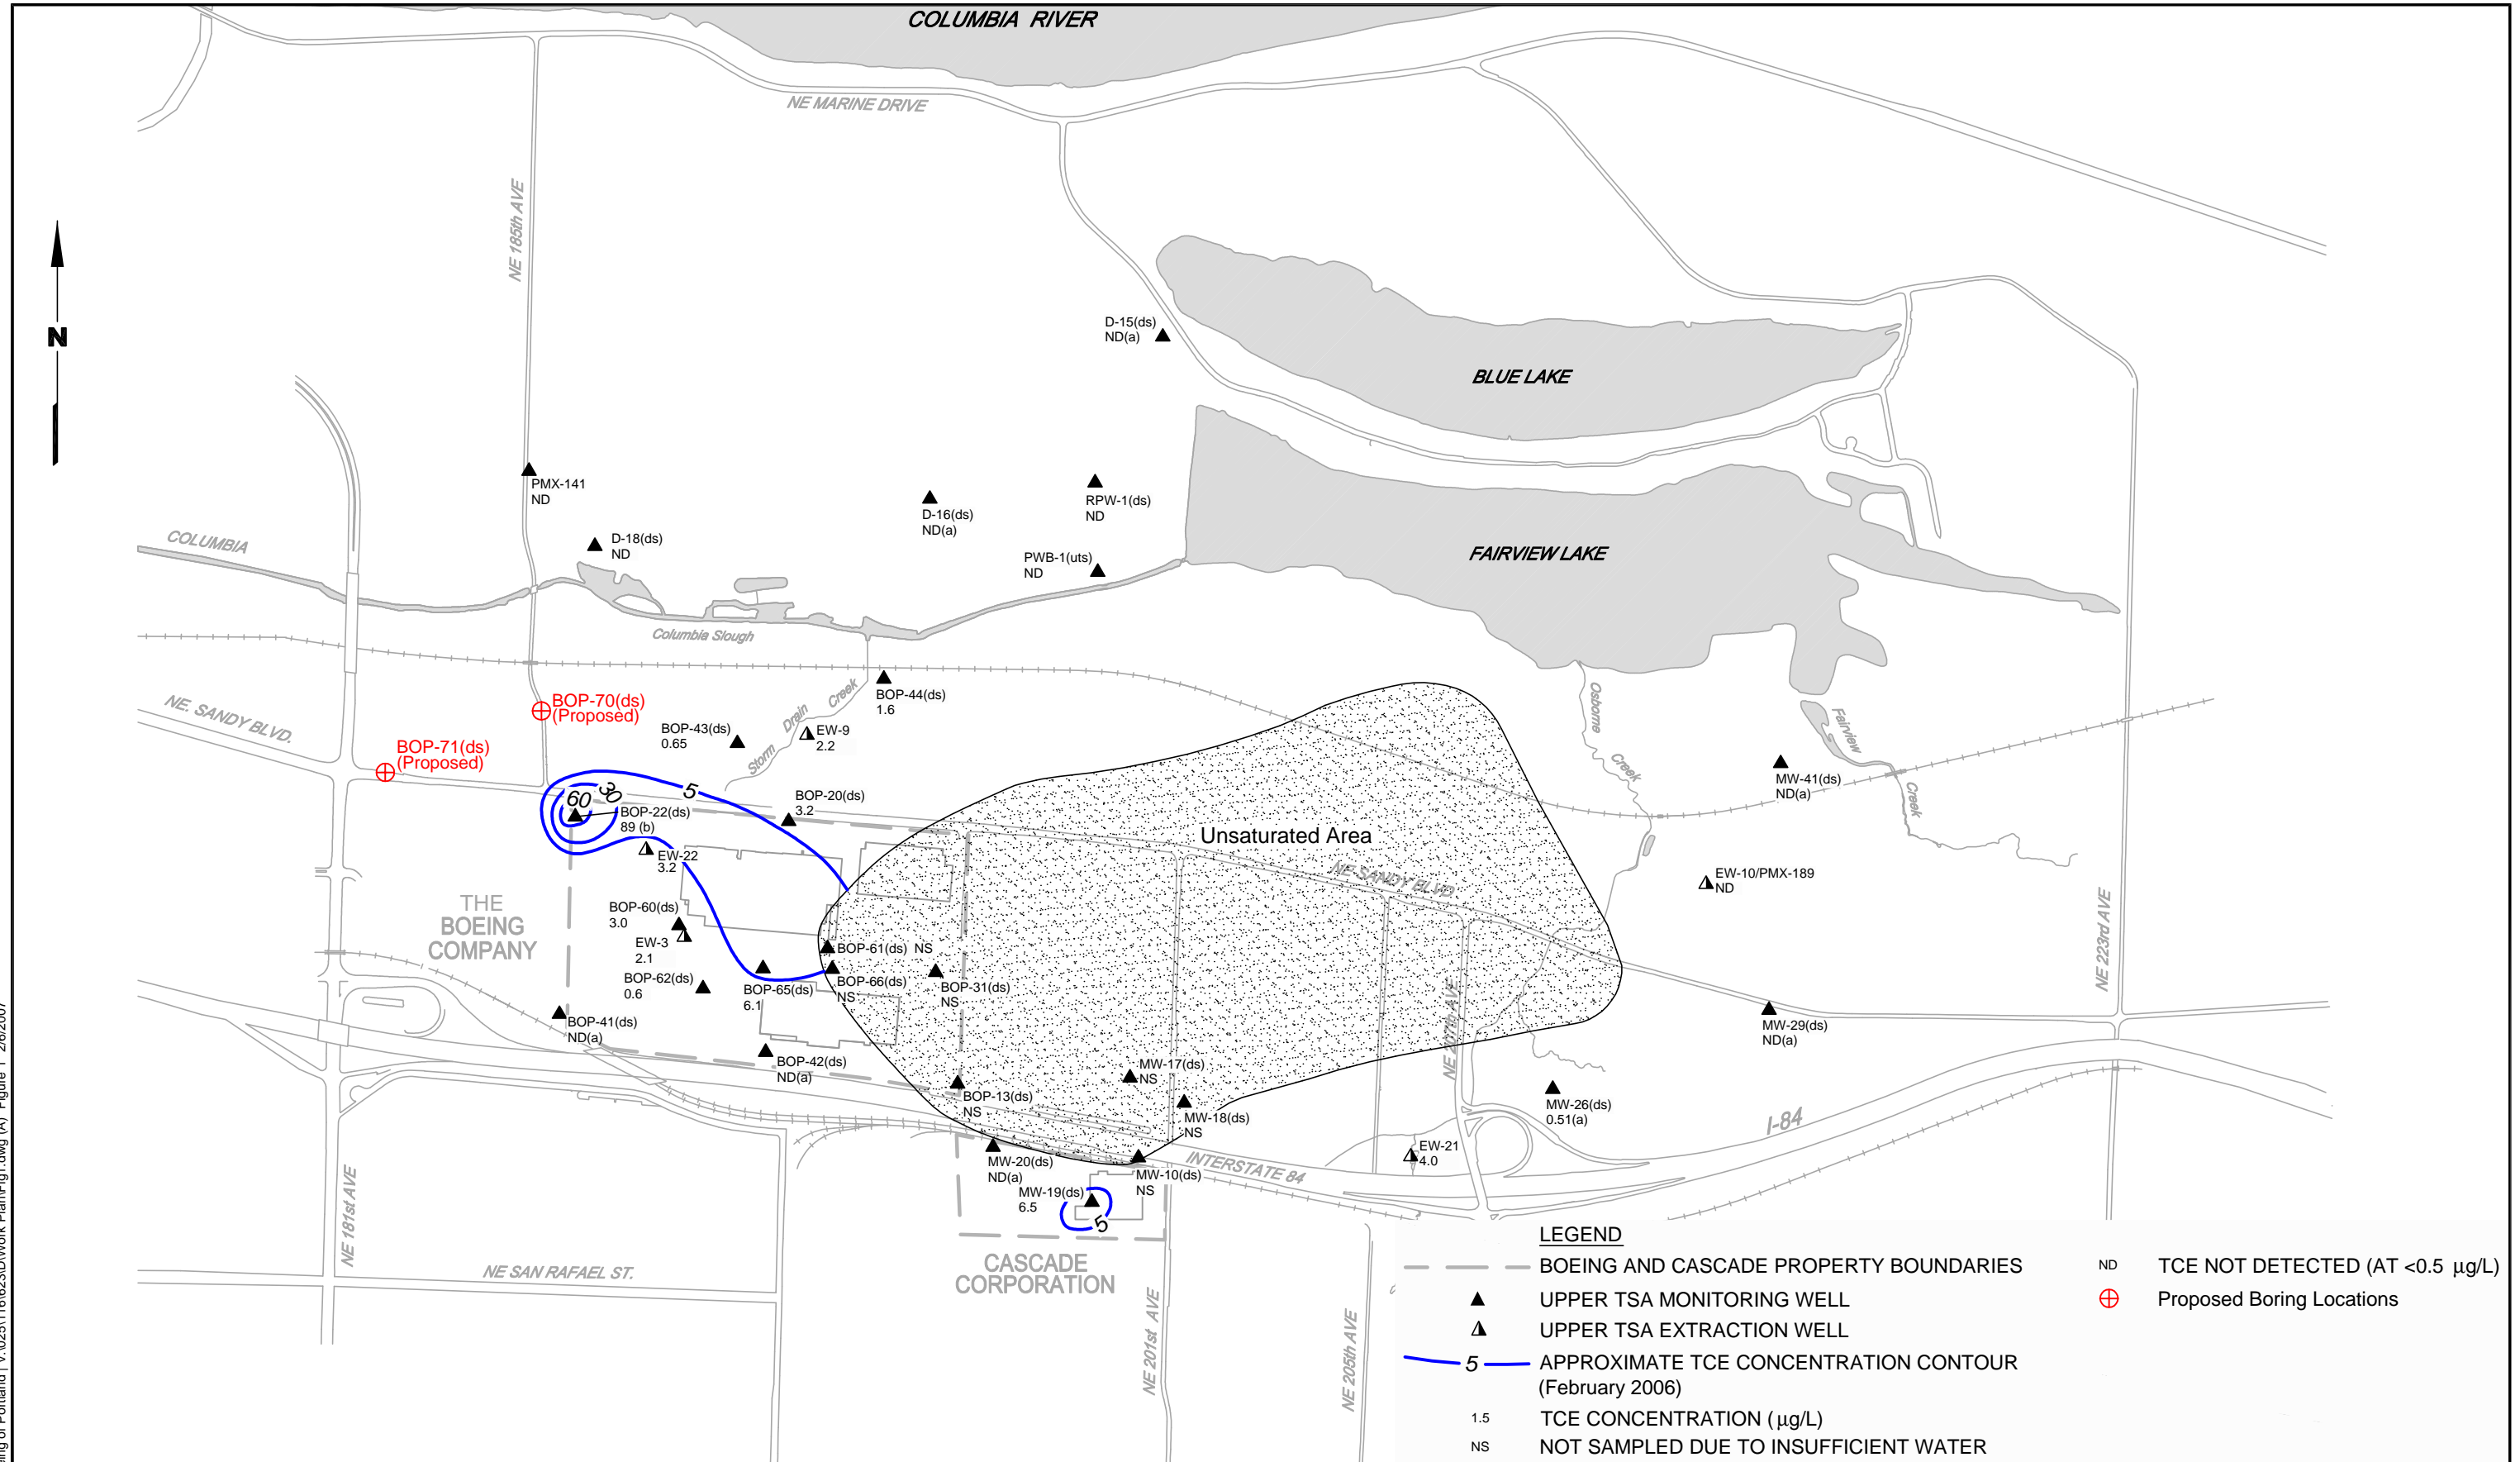 COLUMBIA RIVER
NE MARINE DRIVE
NE 185th AVE
N
D-15(ds)
ND(a)
BLUE LAKE
PMX-141
ND
D-16(ds)
ND(a)
RPW-1(ds)
ND
D-18(ds)
ND
COLUMBIA
PWB-1(uts)
ND
FAIRVIEW LAKE
Columbia Slough
BOP-44(ds)
1.6
Storm Drain Creek
BOP-70(ds)
(Proposed)
NE. SANDY BLVD.
BOP-43(ds)
0.65
EW-9
2.2
BOP-71(ds)
(Proposed)
Osborne Creek
Fairview Creek
MW-41(ds)
ND(a)
60
30
5
BOP-20(ds)
3.2
BOP-22(ds)
89 (b)
Unsaturated Area
EW-22
3.2
NE SANDY BLVD
EW-10/PMX-189
ND
THE
BOEING
COMPANY
BOP-60(ds)
3.0
EW-3
2.1
BOP-61(ds) NS
BOP-62(ds)
0.6
BOP-65(ds)
6.1
BOP-66(ds)
NS
BOP-31(ds)
NS
NE 223rd AVE
NE 207th AVE
BOP-41(ds)
ND(a)
MW-29(ds)
ND(a)
BOP-42(ds)
ND(a)
MW-17(ds)
NS
BOP-13(ds)
NS
MW-18(ds)
NS
MW-26(ds)
0.51(a)
I-84
EW-21
4.0
MW-20(ds)
ND(a)
INTERSTATE 84
MW-10(ds)
NS
MW-19(ds)
6.5
5
NE 181st AVE
NE SAN RAFAEL ST.
CASCADE
CORPORATION
NE 201st AVE
NE 205th AVE
LEGEND
BOEING AND CASCADE PROPERTY BOUNDARIES
UPPER TSA MONITORING WELL
UPPER TSA EXTRACTION WELL
5 APPROXIMATE TCE CONCENTRATION CONTOUR
(February 2006)
1.5 TCE CONCENTRATION (µg/L)
NS NOT SAMPLED DUE TO INSUFFICIENT WATER
ND TCE NOT DETECTED (AT <0.5 µg/L)
Proposed Boring Locations
2/6/2007